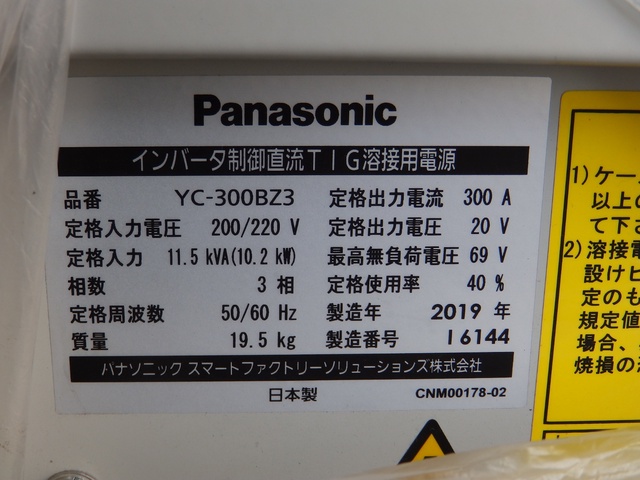 Panasonic
インバータ制御直流TIG溶接用電源
品番 YC-300BZ3 定格出力電流 300 A
定格入力電圧 200/220 V 定格出力電圧 20 V
定格入力 11.5 kVA(10.2 kW) 最高無負荷電圧 69 V
相数 3 相 定格使用率 40 %
定格周波数 50/60 Hz 製造年 2019 年
質量 19.5 kg 製造番号 16144
パナソニック スマートファクトリーソリューションズ株式会社
日本製 CNM00178-02
1)ケー
以上の
て下さ
2)溶接電
設けヒ
定のも
規定値
場合、
焼損の